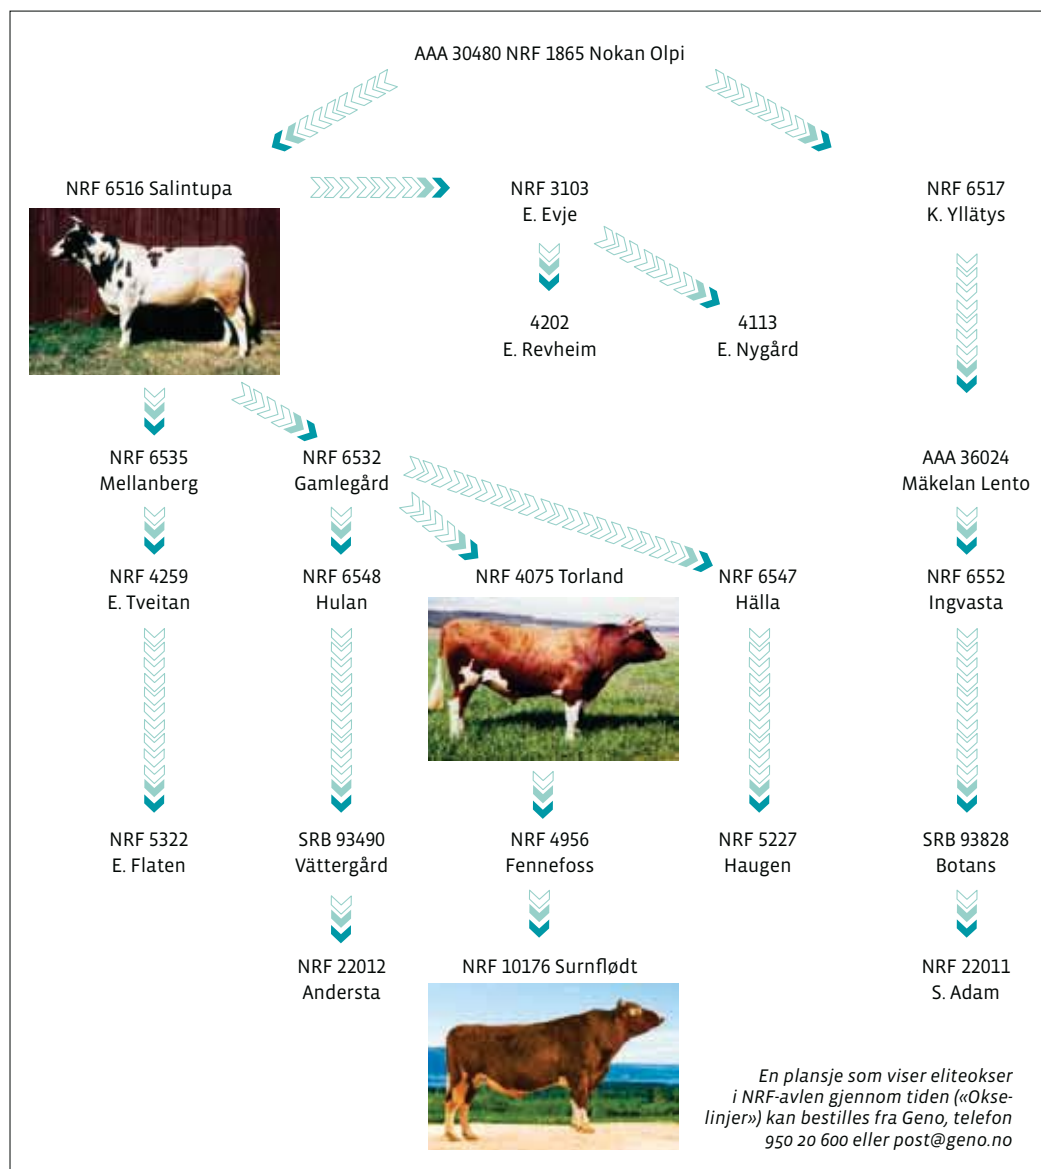 AAA 30480 NRF 1865 Nokan Olpi
NRF 6516 Salintupa
NRF 3103
E. Evje
NRF 6517
K. Yllätys
4202
E. Revheim
4113
E. Nygård
NRF 6535
Mellanberg
NRF 6532
Gamlegård
AAA 36024
Mäkelan Lento
NRF 4259
E. Tveitan
NRF 6548
Hulan
NRF 4075 Torland
NRF 6547
Hälla
NRF 6552
Ingvasta
NRF 5322
E. Flaten
SRB 93490
Vättergård
NRF 4956
Fennefoss
NRF 5227
Haugen
SRB 93828
Botans
NRF 22012
Andersta
NRF 10176 Surnflødt
NRF 22011
S. Adam
En plansje som viser eliteokser
i NRF-avlen gjennom tiden («Okse-
linjer») kan bestilles fra Geno, telefon
950 20 600 eller post@geno.no